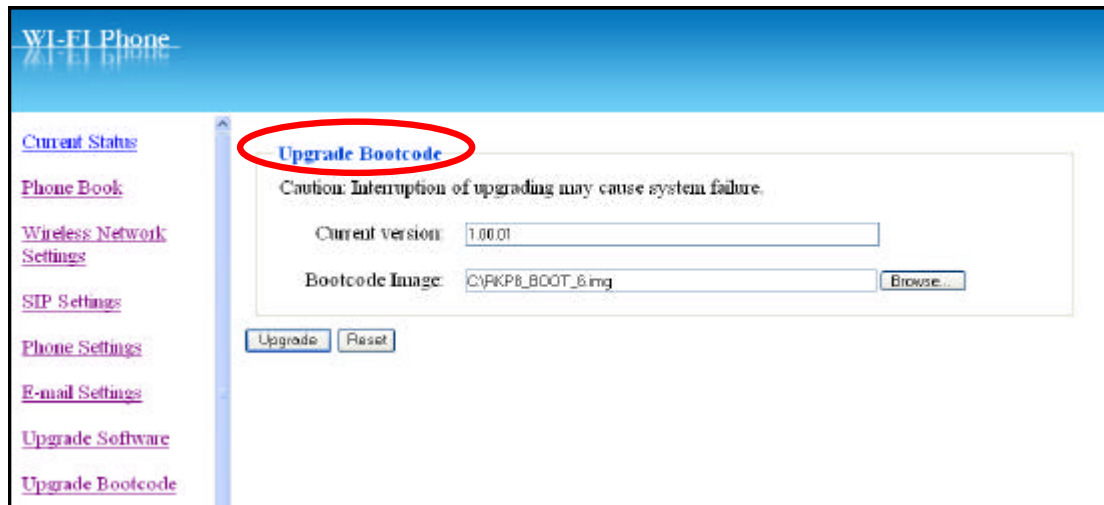 WI-FI Phone
Current Status
Phone Book
Wireless Network
Settings
SIP Settings
Phone Settings
E-mail Settings
Upgrade Software
Upgrade Bootcode
Upgrade Bootcode
Caution: Interruption of upgrading may cause system failure.
Current version: 1.00.01
Bootcode Image: Browse...
Upgrade Reset